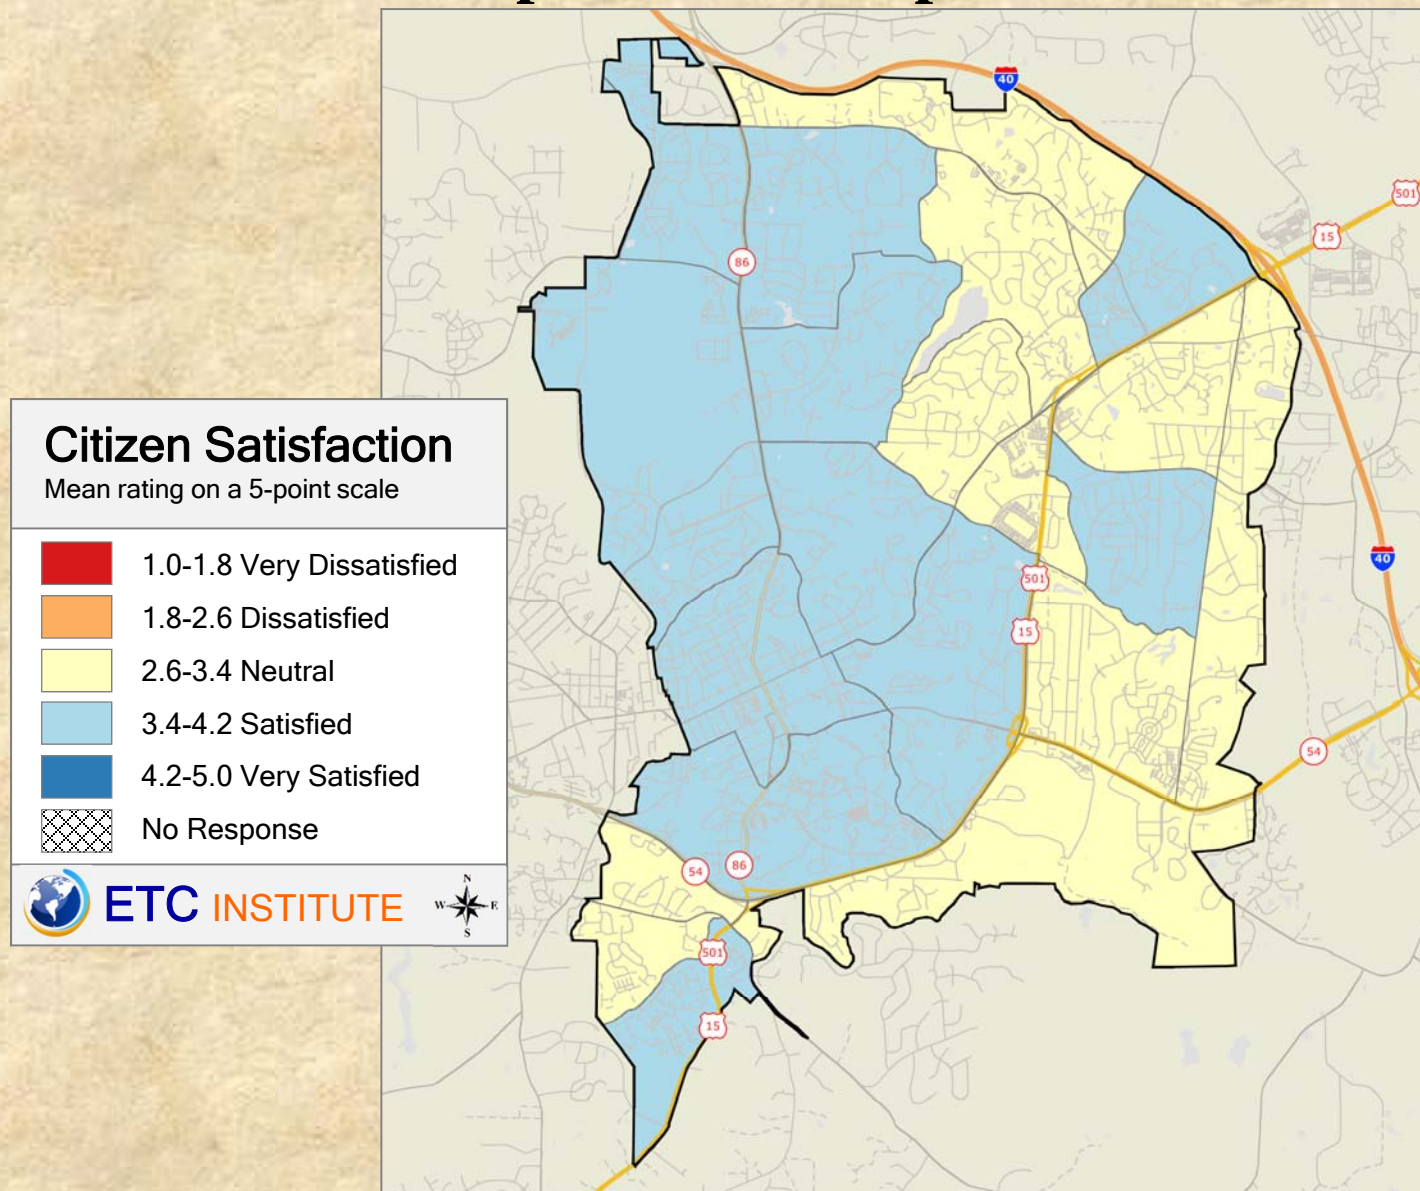 40
501
15
86
Citizen Satisfaction
Mean rating on a 5-point scale
1.0-1.8 Very Dissatisfied
1.8-2.6 Dissatisfied
2.6-3.4 Neutral
3.4-4.2 Satisfied
4.2-5.0 Very Satisfied
No Response
ETC INSTITUTE
N
W E
S
40
501
15
54
54
86
501
15